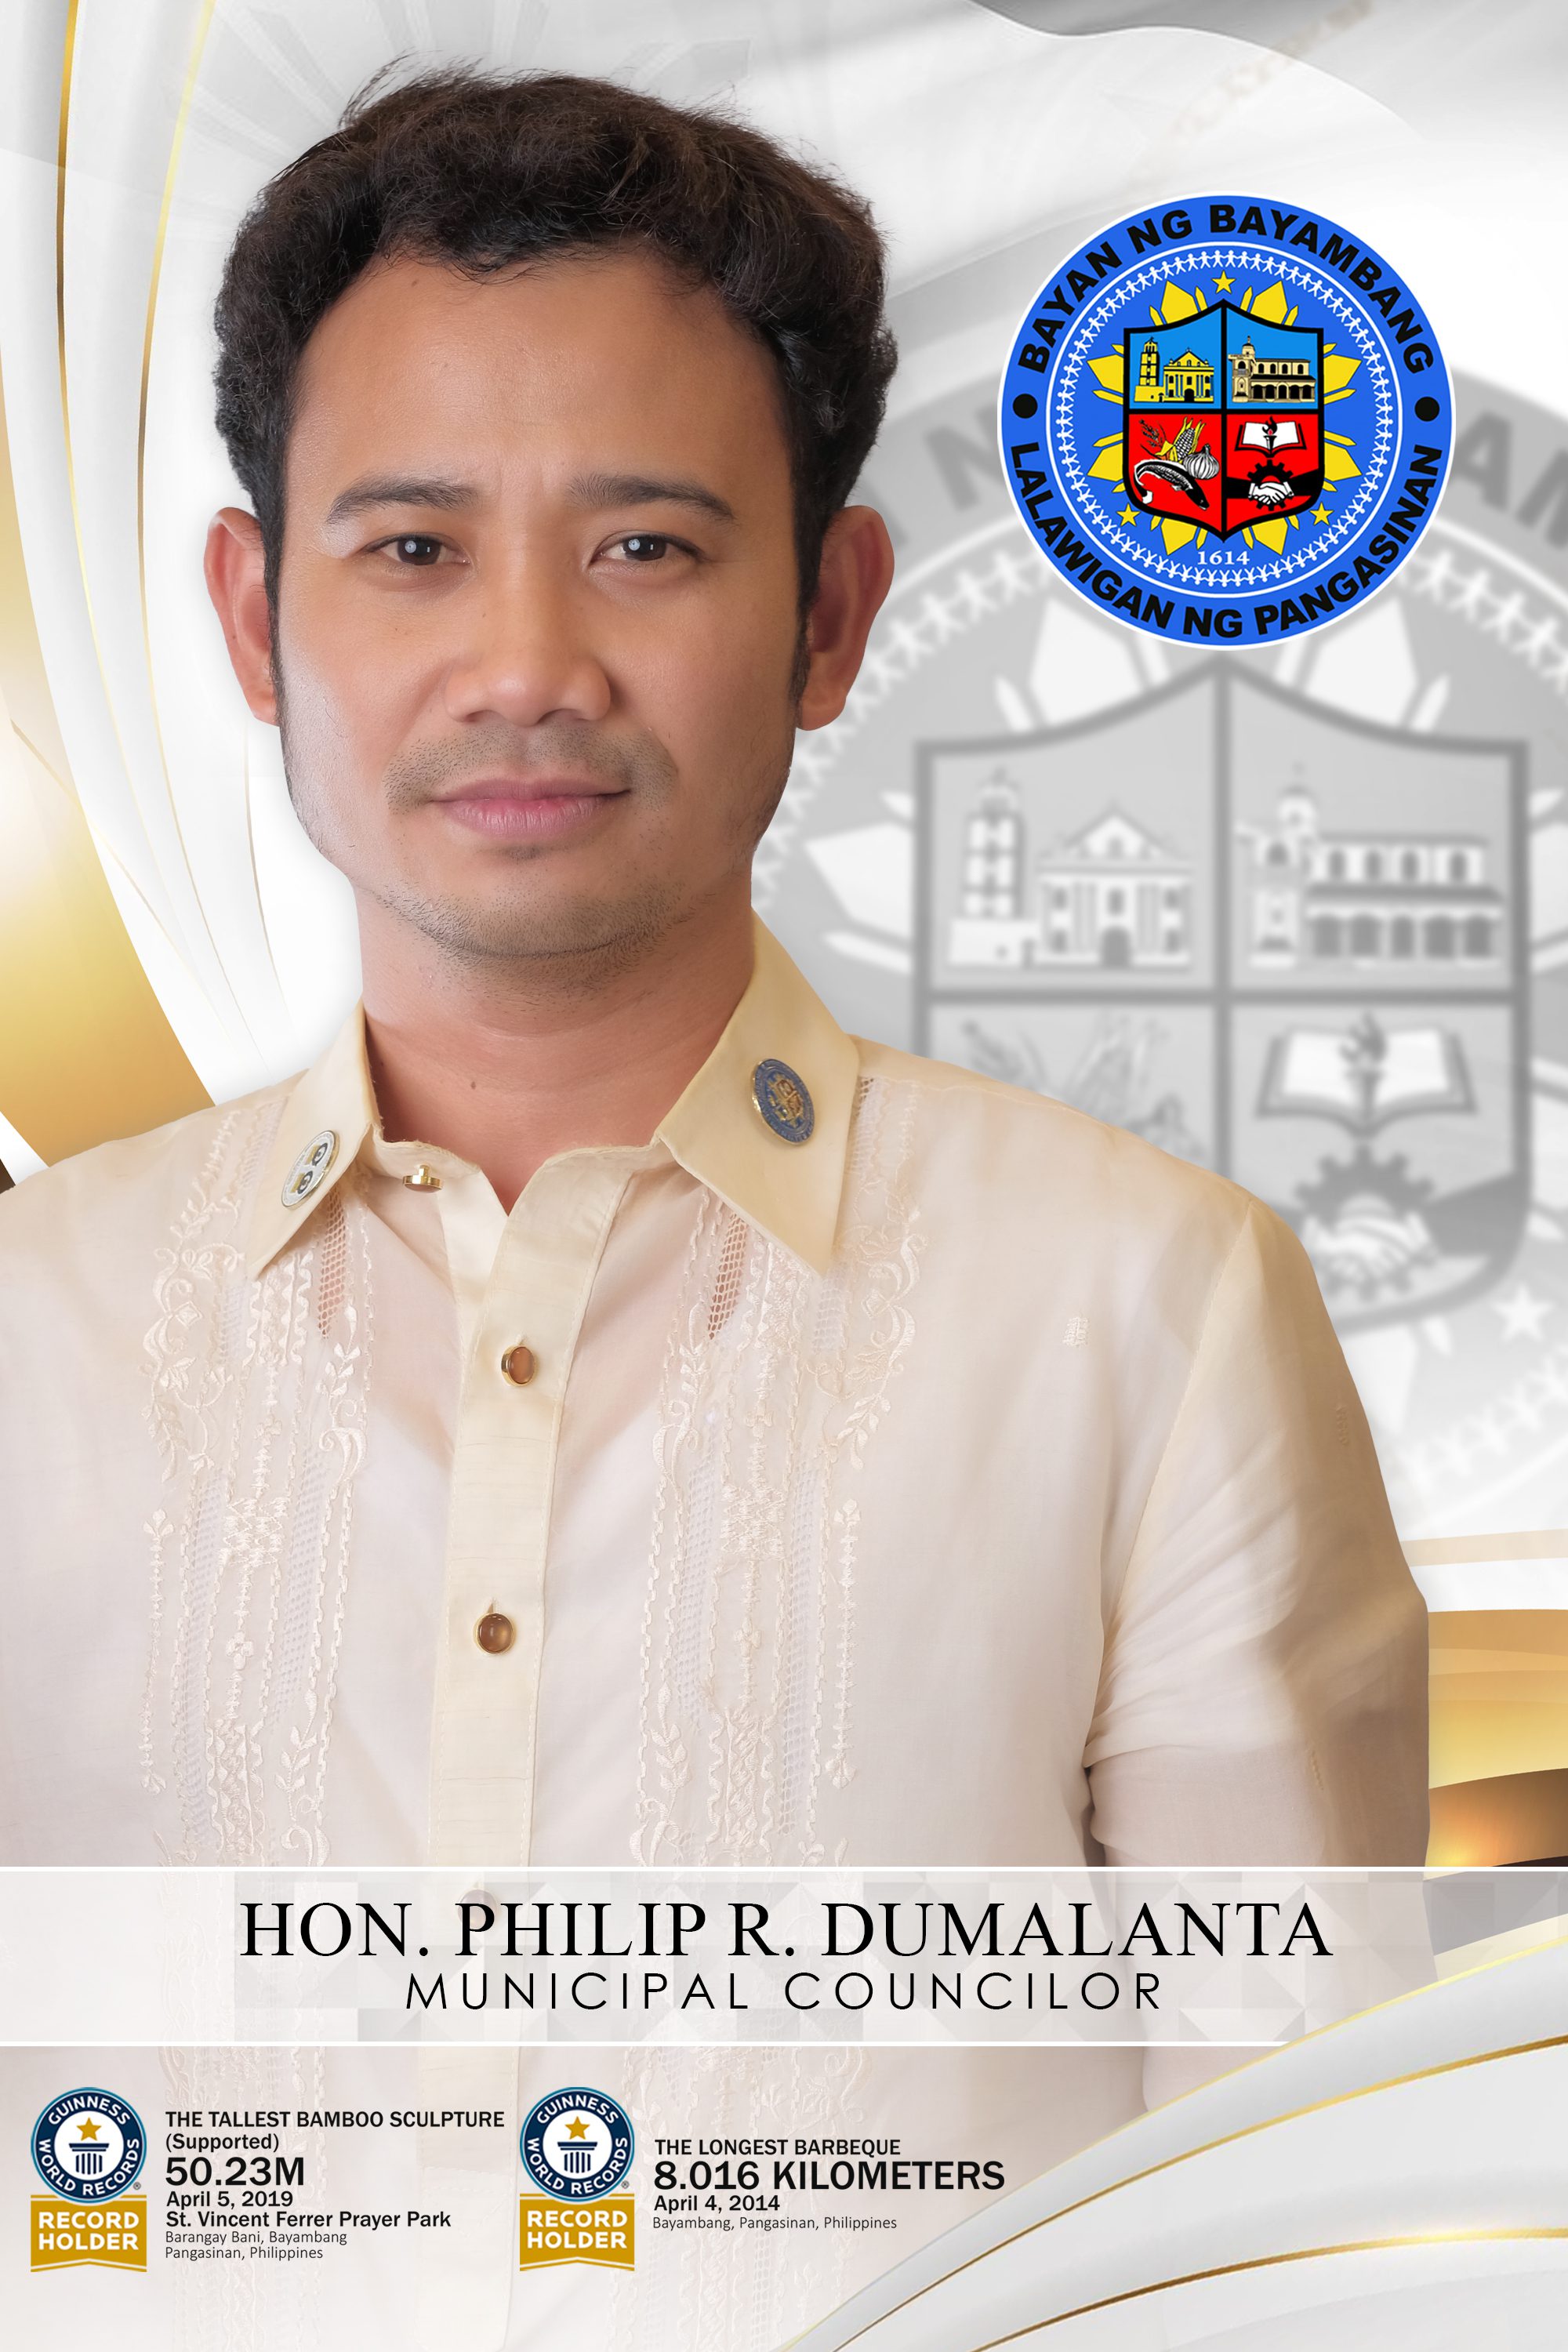 BAYAN NG BAYAMBANG
LALAWIGAN NG PANGASINAN
1614
HON. PHILIP R. DUMALANTA
MUNICIPAL COUNCILOR
GUINNESS
WORLD RECORDS
RECORD
HOLDER
THE TALLEST BAMBOO SCULPTURE
(Supported)
50.23M
April 5, 2019
St. Vincent Ferrer Prayer Park
Barangay Bani, Bayambang
Pangasinan, Philippines
GUINNESS
WORLD RECORDS
RECORD
HOLDER
THE LONGEST BARBEQUE
8.016 KILOMETERS
April 4, 2014
Bayambang, Pangasinan, Philippines